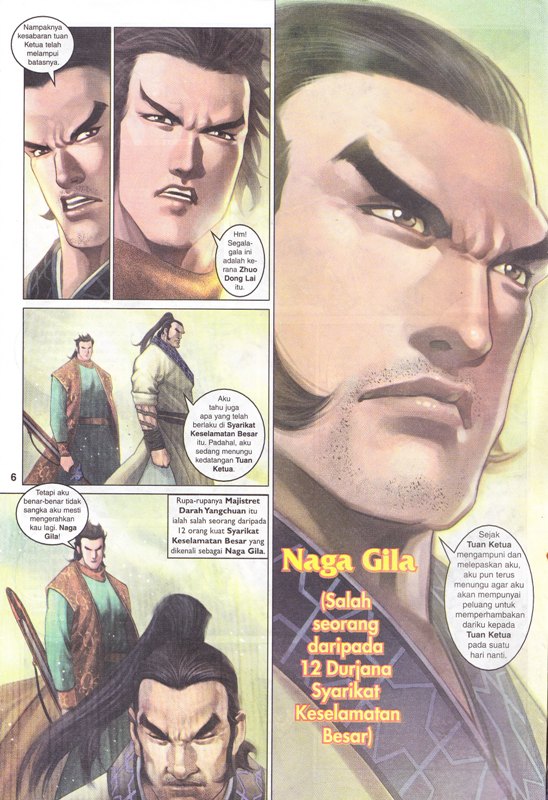 Nampaknya
kesabaran tuan
Ketua telah
melampui
batasnya.
Hm!
Segala-
gala ini
adalah ke-
rana Zhuo
Dong Lai
itu.
Aku
tahu juga
apa yang telah
berlaku di Syarikat
Keselamatan Besar
itu. Padahal, aku
sedang menungu
kedatangan Tuan
Ketua.
6
Tetapi aku
benar-benar tidak
sangka aku mesti
mengerahkan
kau lagi. Naga
Gila!
Rupa-rupanya Majistret
Darah Yangchuan itu
ialah salah seorang daripada
12 orang kuat Syarikat
Keselamatan Besar yang
dikenali sebagai Naga Gila.
Naga Gila
(Salah
seorang
daripada
12 Durjana
Syarikat
Keselamatan
Besar)
Sejak
Tuan Ketua
mengampuni dan
melepaskan aku,
aku pun terus
menungu agar aku
akan mempunyai
peluang untuk
memperhambakan
dariku kepada
Tuan Ketua
pada suatu
hari nanti.